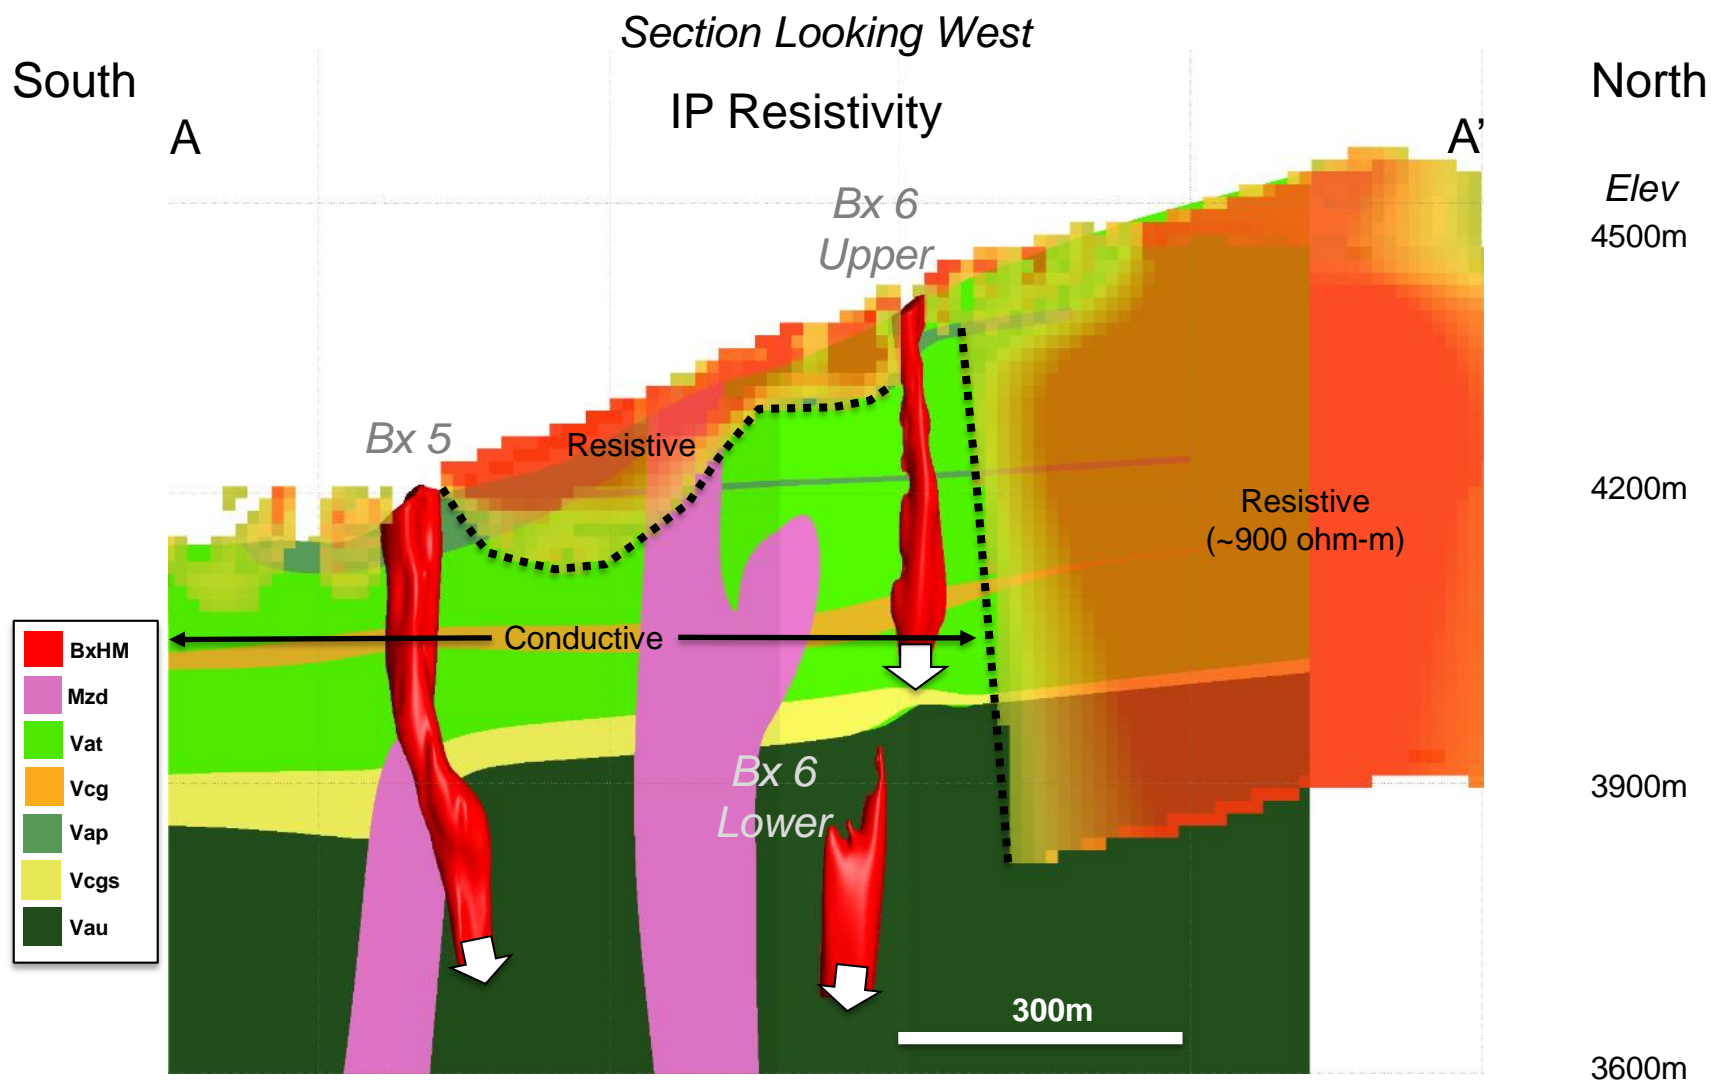 Section Looking West
South
North
IP Resistivity
A
A’
Bx 6
Upper
Elev
4500m
Bx 5
Resistive
4200m
Resistive
(~900 ohm-m)
Conductive
BxHM
Mzd
Vat
Vcg
Vap
Vcgs
Vau
Bx 6
Lower
3900m
300m
3600m